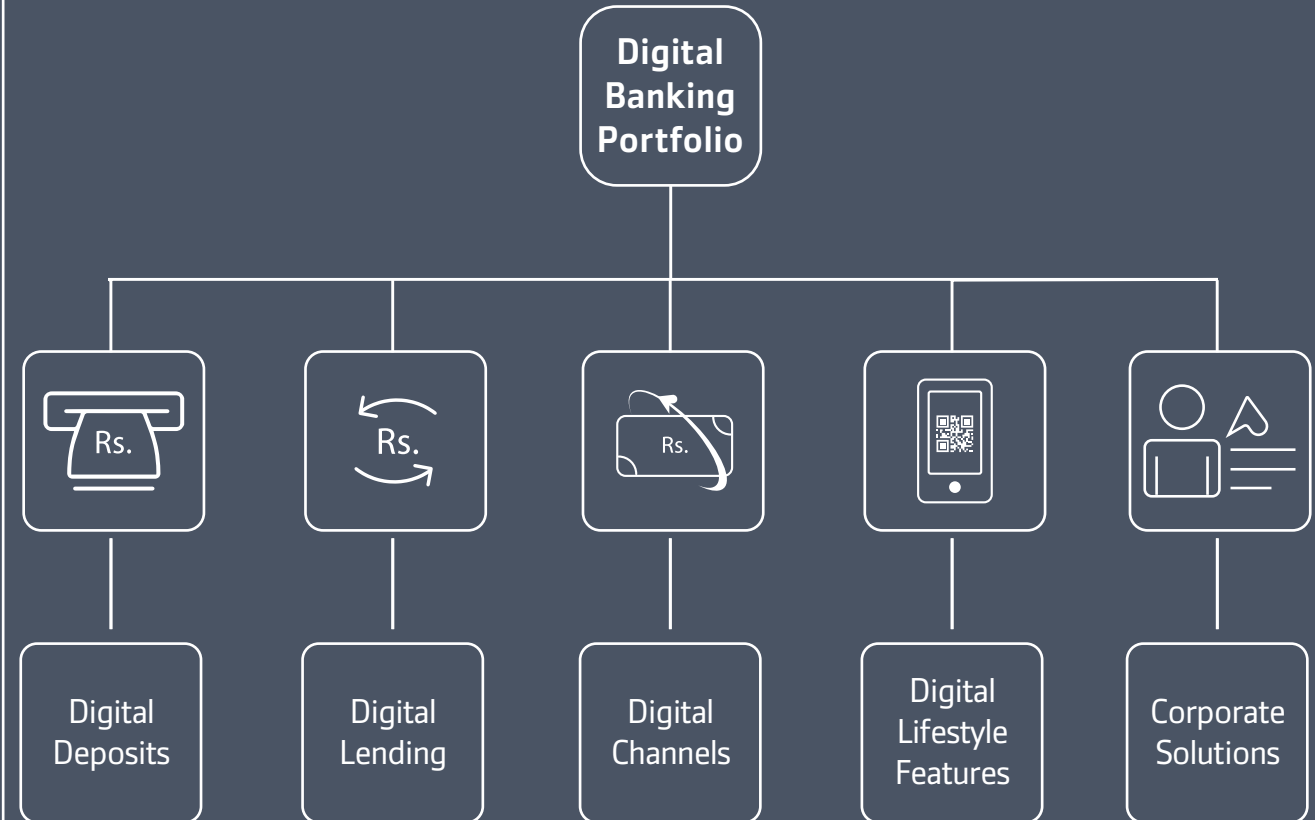 Digital
Banking
Portfolio
Rs.
Rs.
Rs.
Digital
Deposits
Digital
Lending
Digital
Channels
Digital
Lifestyle
Features
Corporate
Solutions